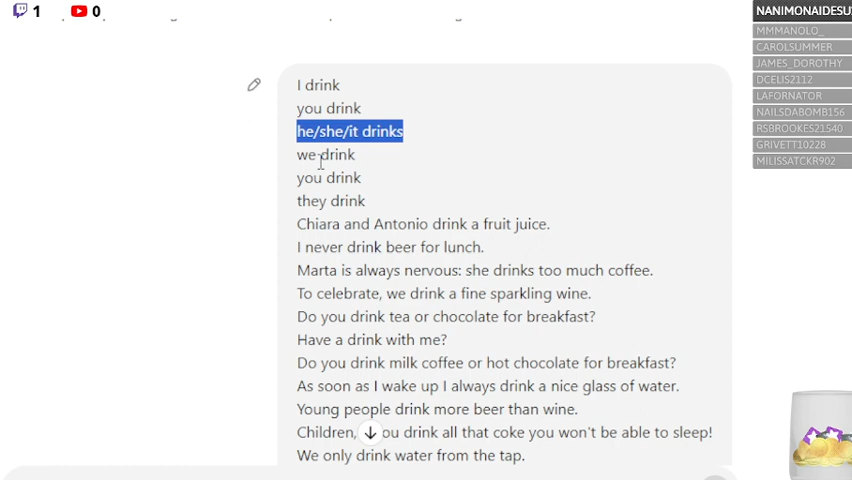 1
0
NANIMONAIDESU
MMMANOLO_
CAROLSUMMER
JAMES_DOROTHY
DCELIS2112
LAFORNATOR
NAILSDABOMB156
RSBROOKES21540
GRIVETT10228
MILISSATCKR902
I drink
you drink
he/she/it drinks
we drink
you drink
they drink
Chiara and Antonio drink a fruit juice.
I never drink beer for lunch.
Marta is always nervous: she drinks too much coffee.
To celebrate, we drink a fine sparkling wine.
Do you drink tea or chocolate for breakfast?
Have a drink with me?
Do you drink milk coffee or hot chocolate for breakfast?
As soon as I wake up I always drink a nice glass of water.
Young people drink more beer than wine.
Children, ou drink all that coke you won't be able to sleep!
We only drink water from the tap.